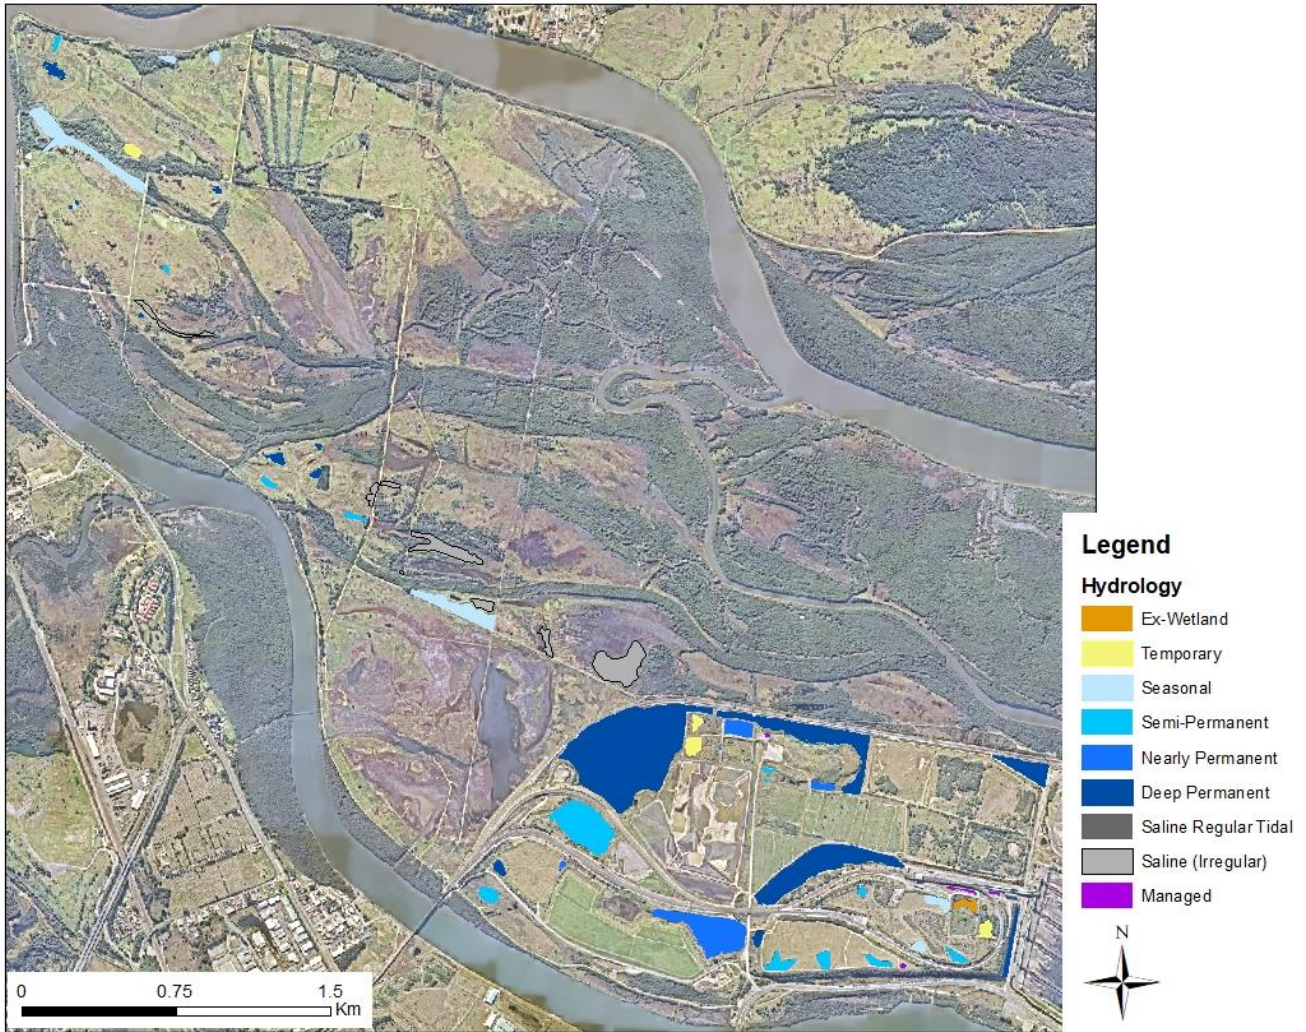 Legend
Hydrology
Ex-Wetland
Temporary
Seasonal
Semi-Permanent
Nearly Permanent
Deep Permanent
Saline Regular Tidal
Saline (Irregular)
Managed
N
0 0.75 1.5
Km